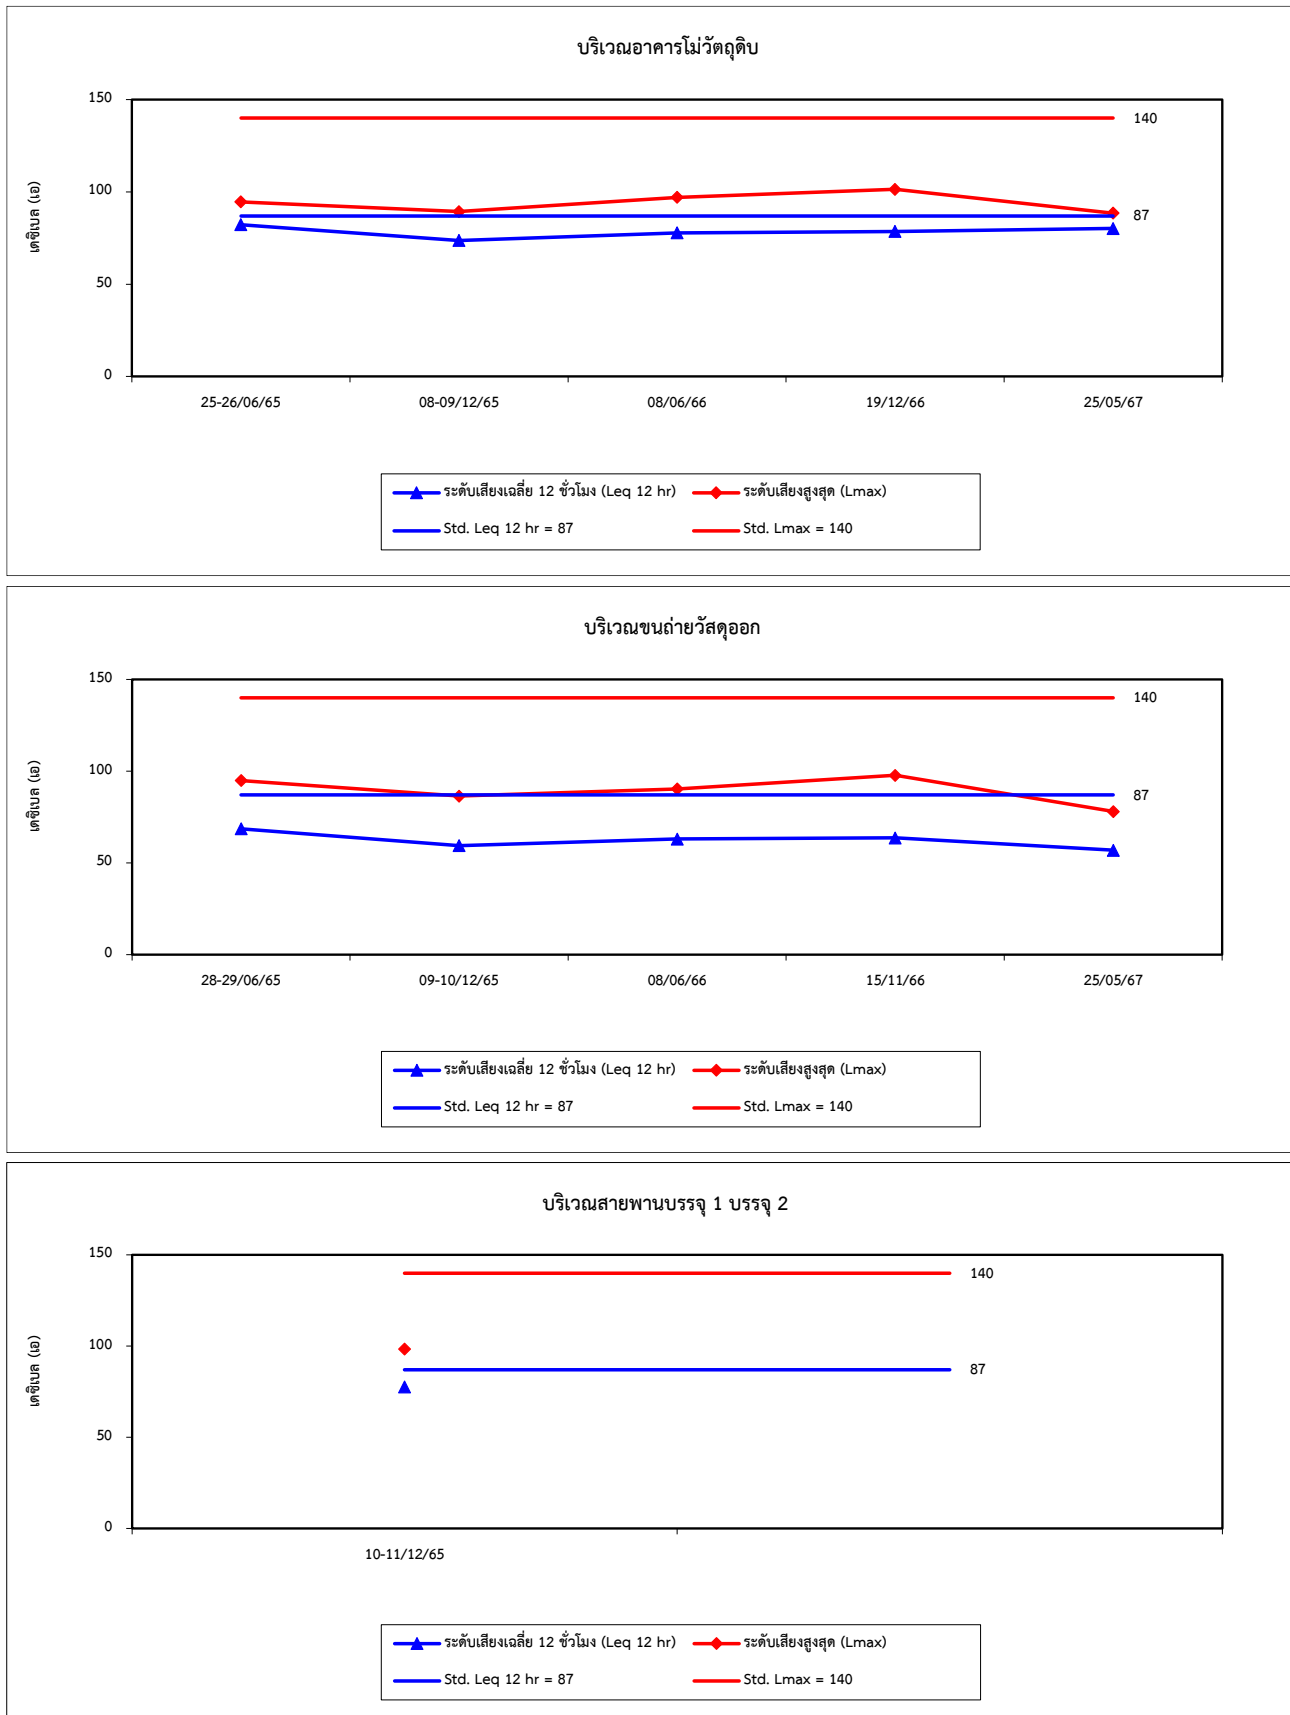 บริเวณอาคารโม่วัตถุดิบ
150
140
100
87
เดซิเบล (เอ)
50
0
25-26/06/65 08-09/12/65 08/06/66 19/12/66 25/05/67
ระดับเสียงเฉลี่ย 12 ชั่วโมง (Leq 12 hr) ระดับเสียงสูงสุด (Lmax)
Std. Leq 12 hr = 87 Std. Lmax = 140
บริเวณขนถ่ายวัสดุออก
150
140
100
87
เดซิเบล (เอ)
50
0
28-29/06/65 09-10/12/65 08/06/66 15/11/66 25/05/67
ระดับเสียงเฉลี่ย 12 ชั่วโมง (Leq 12 hr) ระดับเสียงสูงสุด (Lmax)
Std. Leq 12 hr = 87 Std. Lmax = 140
บริเวณสายพานบรรจุ 1 บรรจุ 2
150
140
100
87
เดซิเบล (เอ)
50
0
10-11/12/65
ระดับเสียงเฉลี่ย 12 ชั่วโมง (Leq 12 hr) ระดับเสียงสูงสุด (Lmax)
Std. Leq 12 hr = 87 Std. Lmax = 140